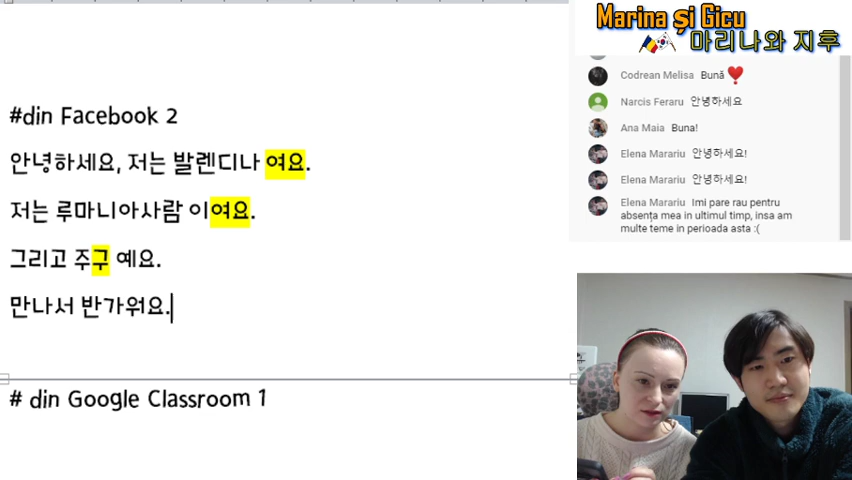 #din Facebook 2
안녕하세요, 저는 발렌디나 여요.
저는 루마니아사람 이여요.
그리고 주구 예요.
만나서 반가워요.
# din Google Classroom 1
Marina și Gicu
마리나와 지후
Codrean Melisa Bună ❣
Narcis Feraru 안녕하세요
Ana Maia Buna!
Elena Marariu 안녕하세요!
Elena Marariu 안녕하세요!
Elena Marariu Imi pare rau pentru
absența mea in ultimul timp, insa am
multe teme in perioada asta :(